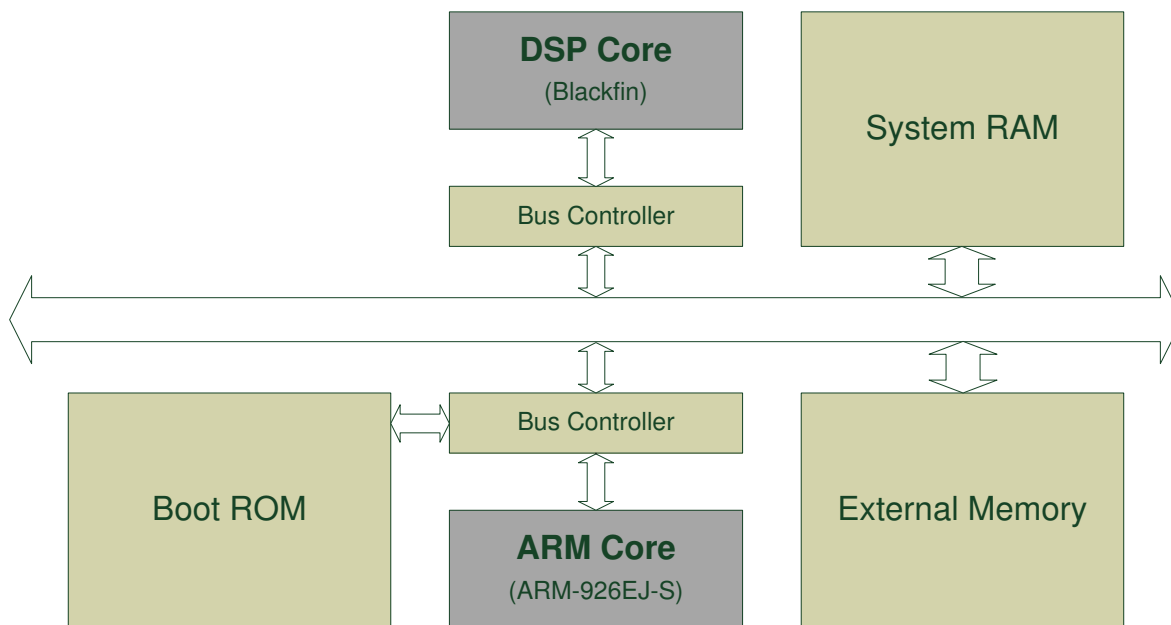 DSP Core
(Blackfin)
System RAM
Bus Controller
Bus Controller
Boot ROM
External Memory
ARM Core
(ARM-926EJ-S)